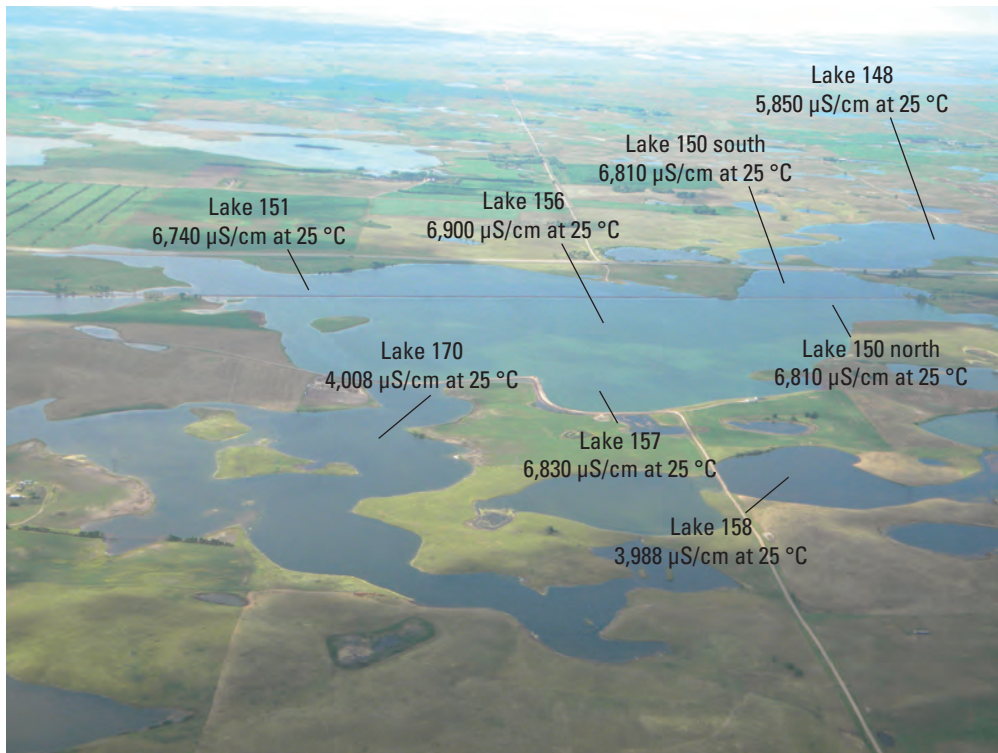 Lake 148
5,850 µS/cm at 25 °C
Lake 150 south
6,810 µS/cm at 25 °C
Lake 156
6,900 µS/cm at 25 °C
Lake 151
6,740 µS/cm at 25 °C
Lake 150 north
6,810 µS/cm at 25 °C
Lake 170
4,008 µS/cm at 25 °C
Lake 157
6,830 µS/cm at 25 °C
Lake 158
3,988 µS/cm at 25 °C